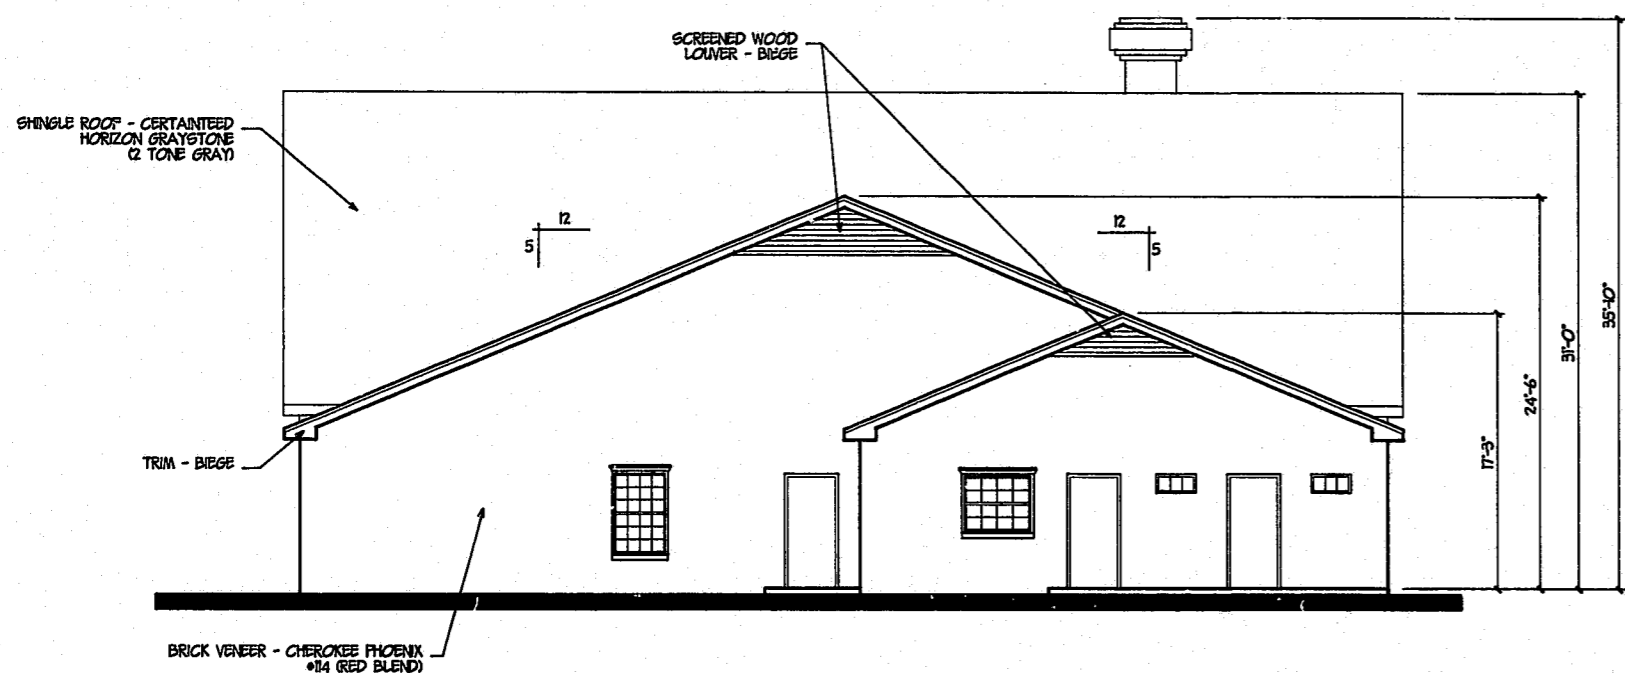 SCREENED WOOD
LOUVER - BIEGE
SHINGLE ROOF - CERTAINTEED
HORIZON GRAYSTONE
(2 TONE GRAY)
12
5
12
5
35'-10"
31'-0"
24'-6"
17'-3"
TRIM - BIEGE
BRICK VENEER - CHEROKEE PHOENIX
#114 (RED BLEND)